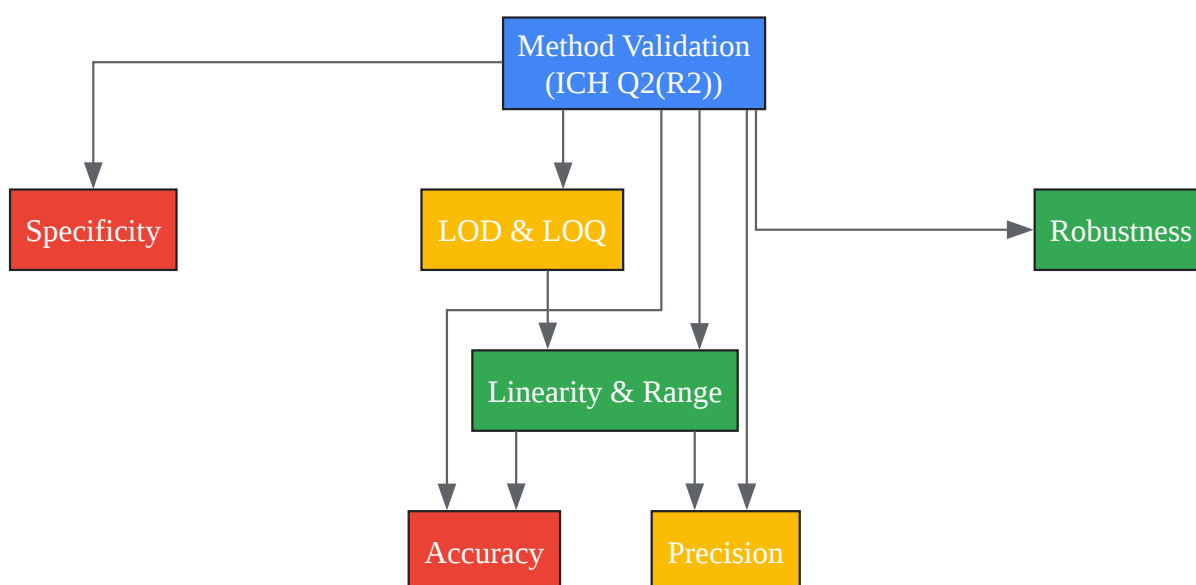 Method Validation
(ICH Q2(R2))
Specificity
LOD & LOQ
Robustness
Linearity & Range
Accuracy
Precision